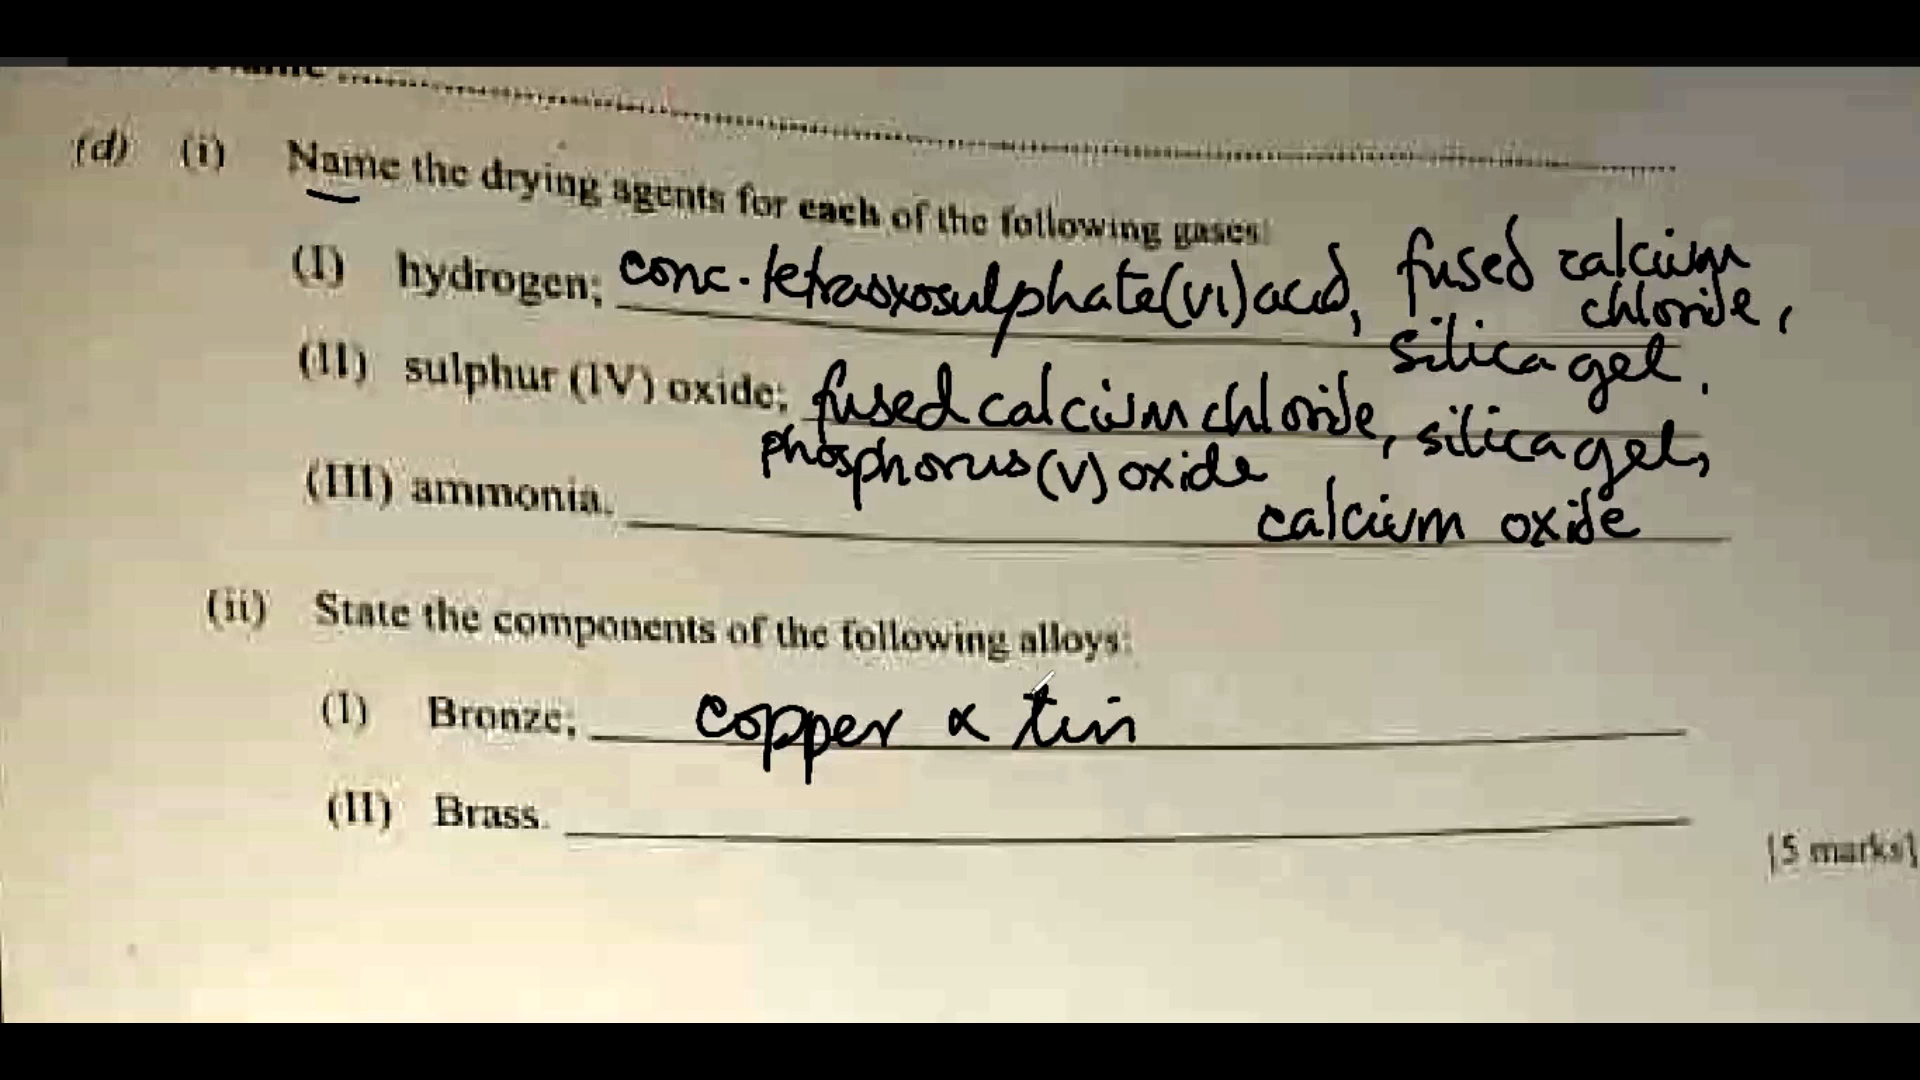 (d) (i) Name the drying agents for each of the following gases:
(I) hydrogen; conc. tetraoxosulphate(VI) acid, fused calcium
chloride,
silica gel.
(II) sulphur (IV) oxide; fused calcium chloride, silica gel,
phosphorus(V) oxide
(III) ammonia. calcium oxide
(ii) State the components of the following alloys:
(I) Bronze; copper & tin
(II) Brass.
[5 marks]